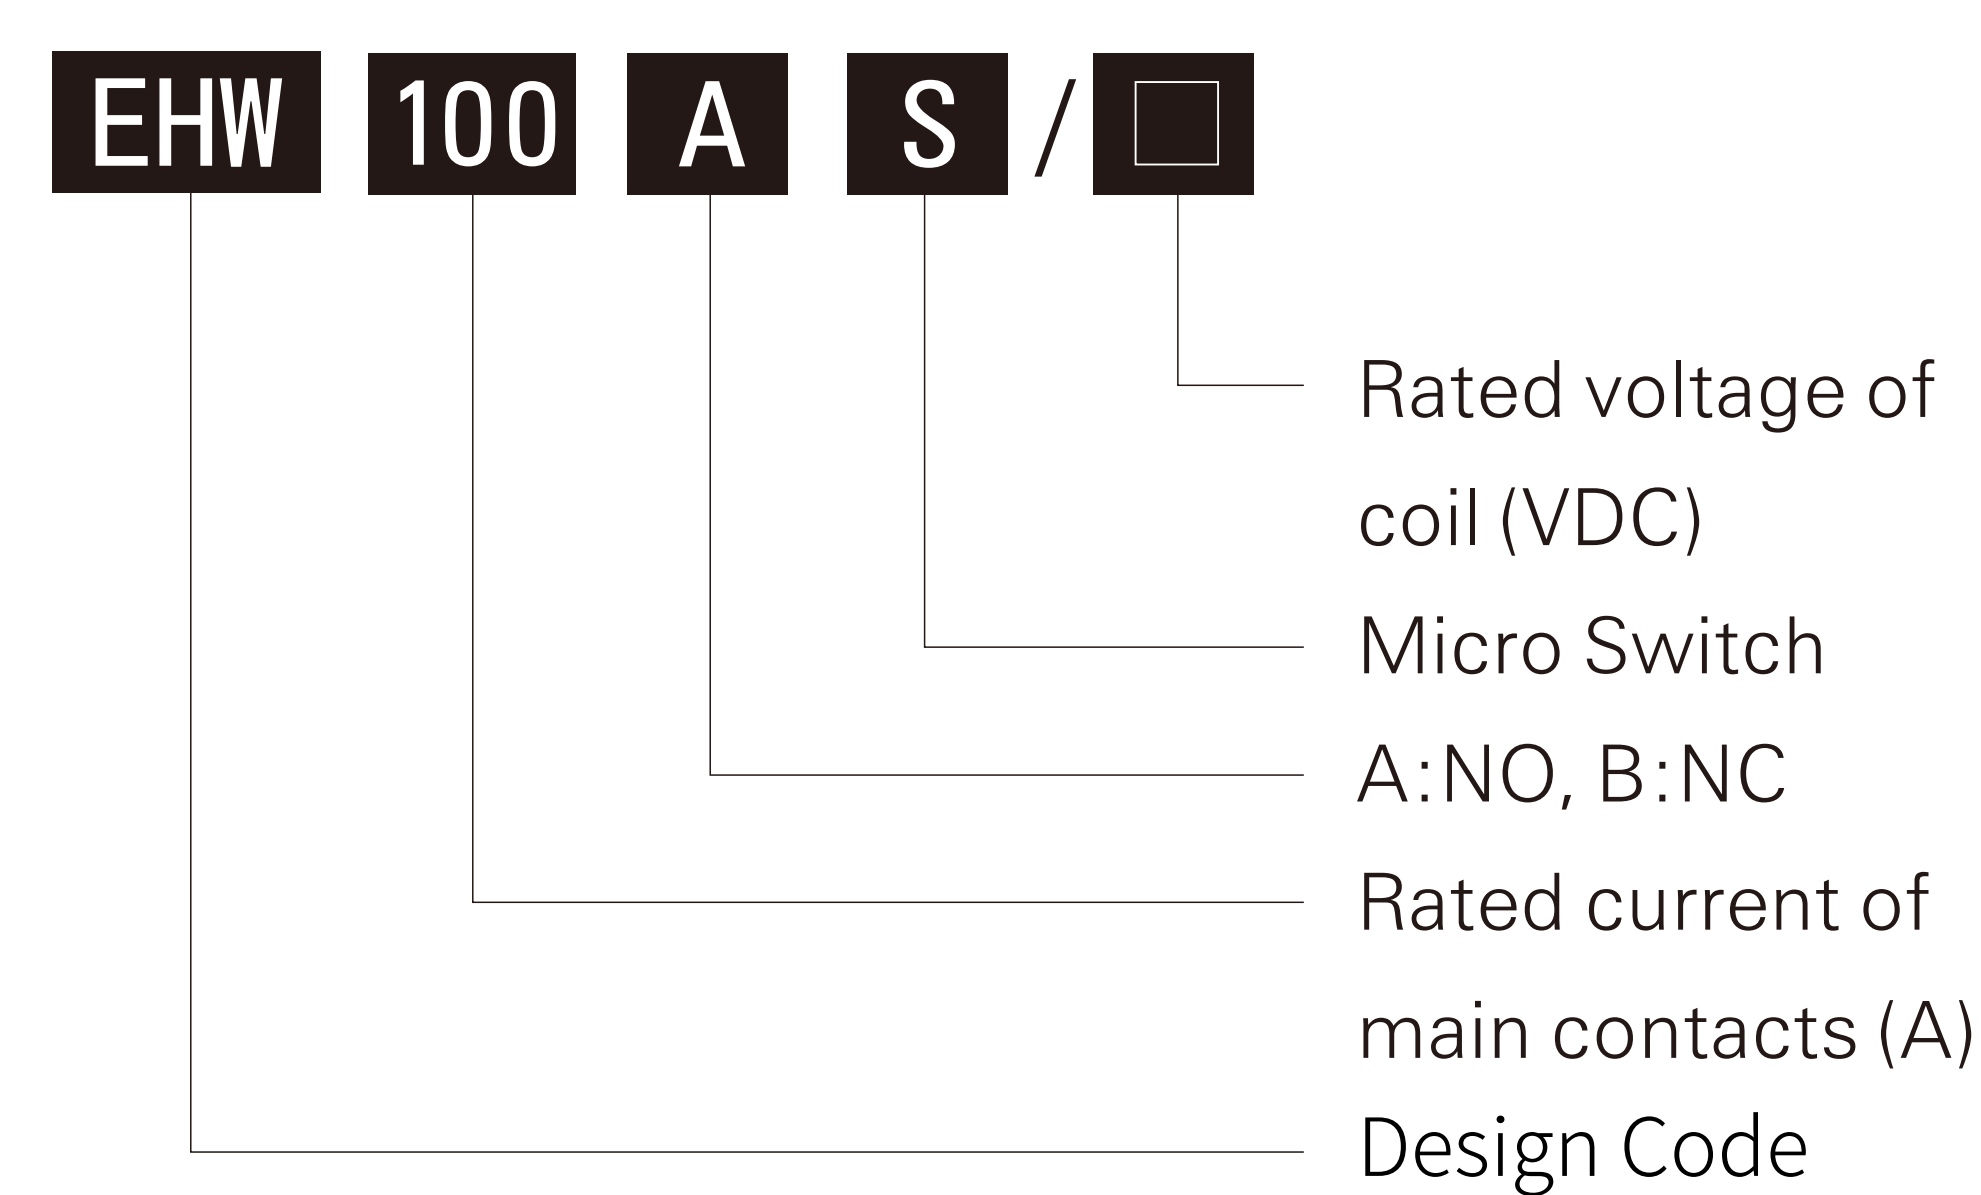 EHW 100 A S / □
Rated voltage of
coil (VDC)
Micro Switch
A:NO, B:NC
Rated current of
main contacts (A)
Design Code